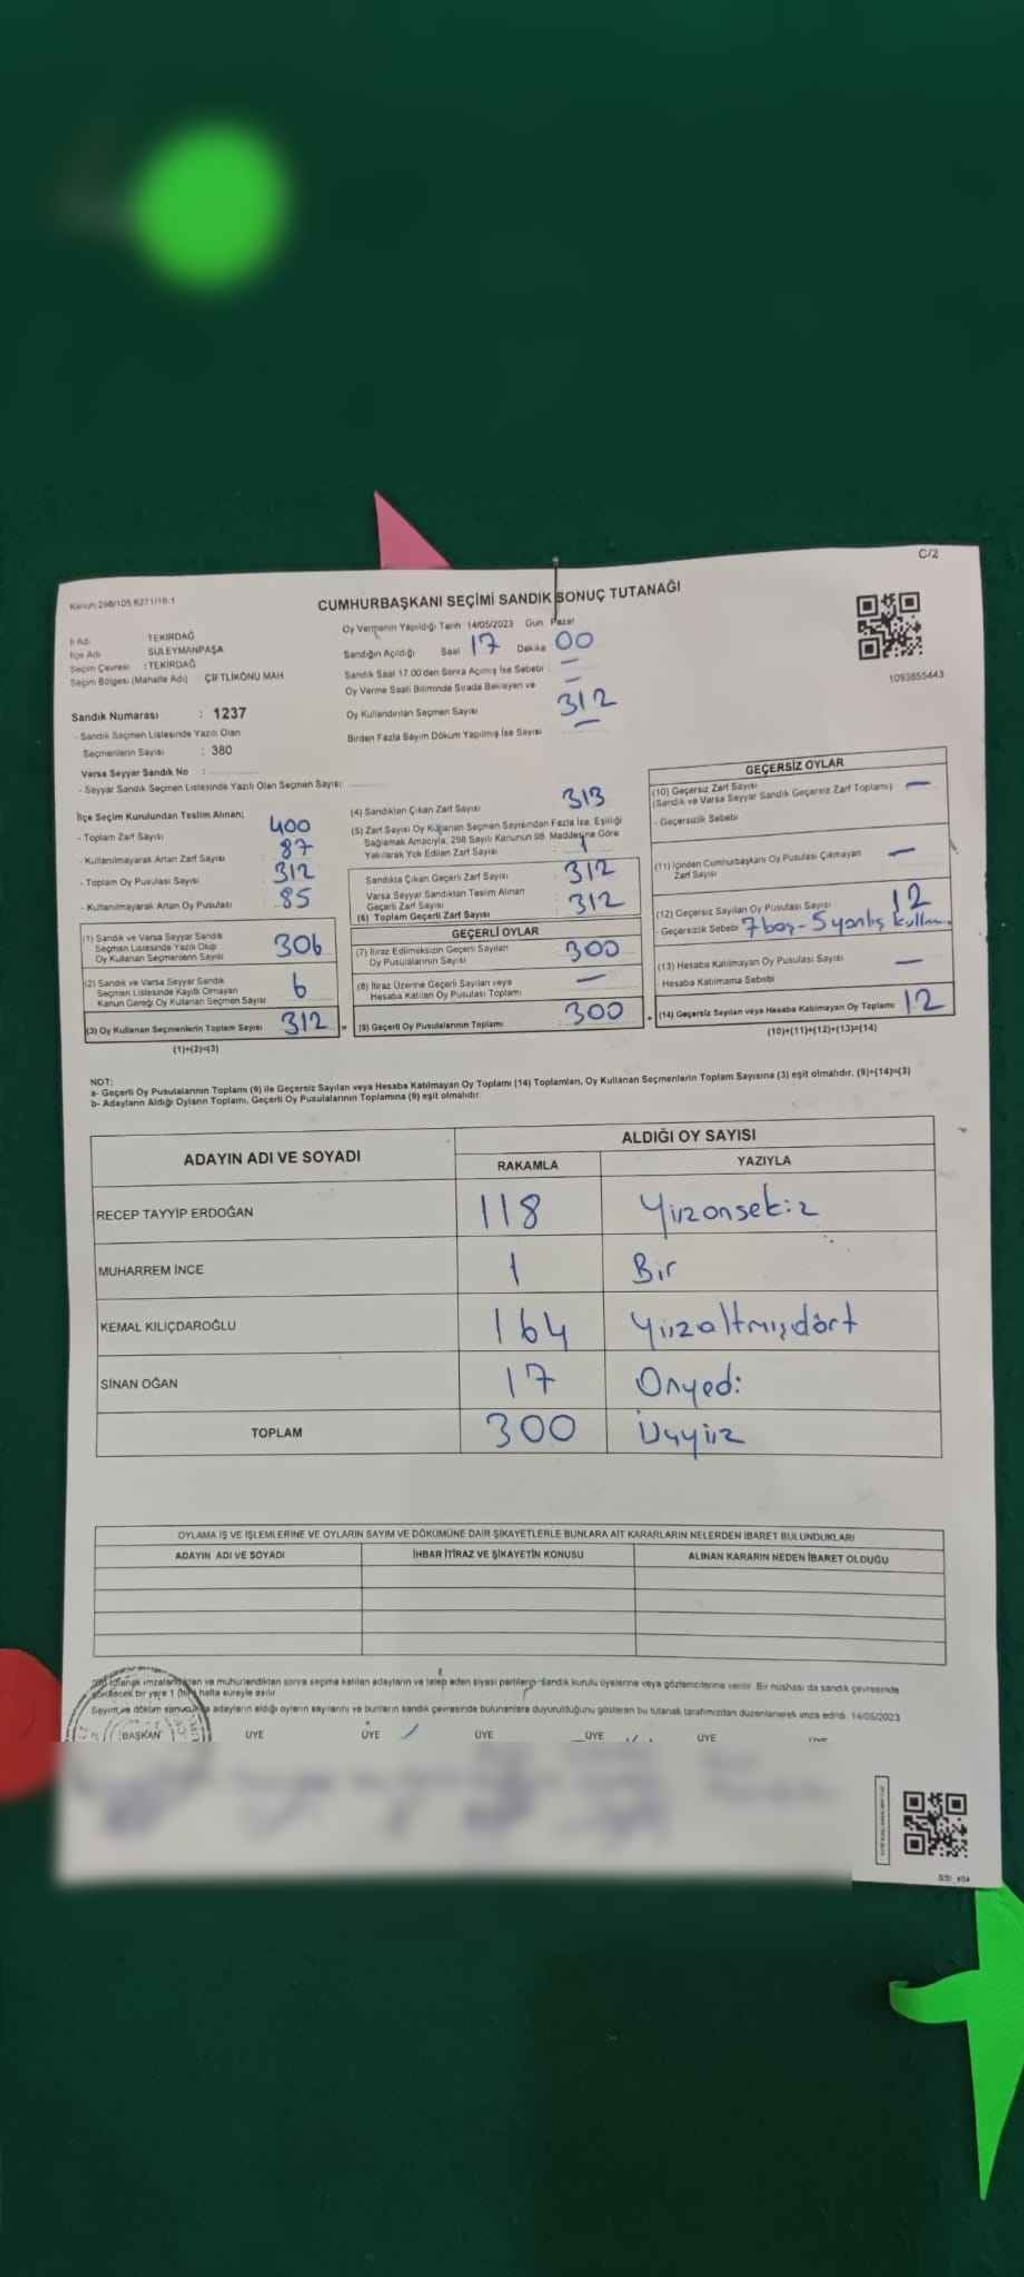 C/2
Kanun: 298/105 6271/18-1
CUMHURBAŞKANI SEÇİMİ SANDIK SONUÇ TUTANAĞI
İl Adı : TEKİRDAĞ
İlçe Adı : SÜLEYMANPAŞA
Seçim Çevresi : TEKİRDAĞ
Seçim Bölgesi (Mahalle Adı) : ÇİFTLİKÖNÜ MAH
Sandık Numarası : 1237
- Sandık Seçmen Listesinde Yazılı Olan
Seçmenlerin Sayısı : 380
Varsa Seyyar Sandık No :
- Seyyar Sandık Seçmen Listesinde Yazılı Olan Seçmen Sayısı:
Oy Vermenin Yapıldığı Tarih 14/05/2023 Gün Pazar
Sandığın Açıldığı Saat 17 Dakika 00
Sandık Saat 17.00'den Sonra Açılmış İse Sebebi —
Oy Verme Saati Bitiminde Sırada Bekleyen ve —
Oy Kullandırılan Seçmen Sayısı 312
Birden Fazla Sayım Döküm Yapılmış İse Sayısı —
1093855443
İlçe Seçim Kurulundan Teslim Alınan;
- Toplam Zarf Sayısı 400
- Kullanılmayarak Artan Zarf Sayısı 87
- Toplam Oy Pusulası Sayısı 312
- Kullanılmayarak Artan Oy Pusulası 85
(1) Sandık ve Varsa Seyyar Sandık
Seçmen Listesinde Yazılı Olup
Oy Kullanan Seçmenlerin Sayısı 306
(2) Sandık ve Varsa Seyyar Sandık
Seçmen Listesinde Kayıtlı Olmayan
Kanun Gereği Oy Kullanan Seçmen Sayısı 6
(3) Oy Kullanan Seçmenlerin Toplam Sayısı 312
(1)+(2)=(3)
(4) Sandıktan Çıkan Zarf Sayısı 313
(5) Zarf Sayısı Oy Kullanan Seçmen Sayısından Fazla İse, Eşitliği
Sağlamak Amacıyla, 298 Sayılı Kanunun 98. Maddesine Göre
Yakılarak Yok Edilen Zarf Sayısı 1
Sandıkta Çıkan Geçerli Zarf Sayısı 312
Varsa Seyyar Sandıktan Teslim Alınan
Geçerli Zarf Sayısı
(6) Toplam Geçerli Zarf Sayısı 312
GEÇERLİ OYLAR
(7) İtiraz Edilmeksizin Geçerli Sayılan
Oy Pusulalarının Sayısı 300
(8) İtiraz Üzerine Geçerli Sayılan veya
Hesaba Katılan Oy Pusulası Toplamı —
(9) Geçerli Oy Pusulalarının Toplamı 300
GEÇERSİZ OYLAR
(10) Geçersiz Zarf Sayısı
(Sandık ve Varsa Seyyar Sandık Geçersiz Zarf Toplamı) —
- Geçersizlik Sebebi
(11) İçinden Cumhurbaşkanı Oy Pusulası Çıkmayan
Zarf Sayısı —
(12) Geçersiz Sayılan Oy Pusulası Sayısı 12
- Geçersizlik Sebebi 7 boş - 5 yanlış kullan.
(13) Hesaba Katılmayan Oy Pusulası Sayısı —
Hesaba Katılmama Sebebi
(14) Geçersiz Sayılan veya Hesaba Katılmayan Oy Toplamı 12
(10)+(11)+(12)+(13)=(14)
NOT:
a- Geçerli Oy Pusulalarının Toplamı (9) ile Geçersiz Sayılan veya Hesaba Katılmayan Oy Toplamı (14) Toplamları, Oy Kullanan Seçmenlerin Toplam Sayısına (3) eşit olmalıdır. (9)+(14)=(3)
b- Adayların Aldığı Oyların Toplamı, Geçerli Oy Pusulalarının Toplamına (9) eşit olmalıdır.
ADAYIN ADI VE SOYADI ALDIĞI OY SAYISI
RAKAMLA YAZIYLA
RECEP TAYYİP ERDOĞAN 118 Yüzonsekiz
MUHARREM İNCE 1 Bir
KEMAL KILIÇDAROĞLU 164 Yüzaltmışdört
SİNAN OĞAN 17 Onyedi
TOPLAM 300 Üçyüz
OYLAMA İŞ VE İŞLEMLERİNE VE OYLARIN SAYIM VE DÖKÜMÜNE DAİR ŞİKAYETLERLE BUNLARA AİT KARARLARIN NELERDEN İBARET BULUNDUKLARI
ADAYIN ADI VE SOYADI İHBAR İTİRAZ VE ŞİKAYETİN KONUSU ALINAN KARARIN NEDEN İBARET OLDUĞU
imzalandıktan ve mühürlendikten sonra seçime katılan adayların ve talep eden siyasi partilerin sandık kurulu üyelerine veya gözlemcilerine verilir. Bir nüshası da sandık çevresinde
görülecek bir yere 1 (bir) hafta süreyle asılır.
Sayım ve döküm sonucunda adayların aldığı oyların sayılarını ve bunların sandık çevresinde bulunanlara duyurulduğunu gösteren bu tutanak tarafımızdan düzenlenerek imza edildi. 14/05/2023
BAŞKAN ÜYE ÜYE ÜYE ÜYE ÜYE